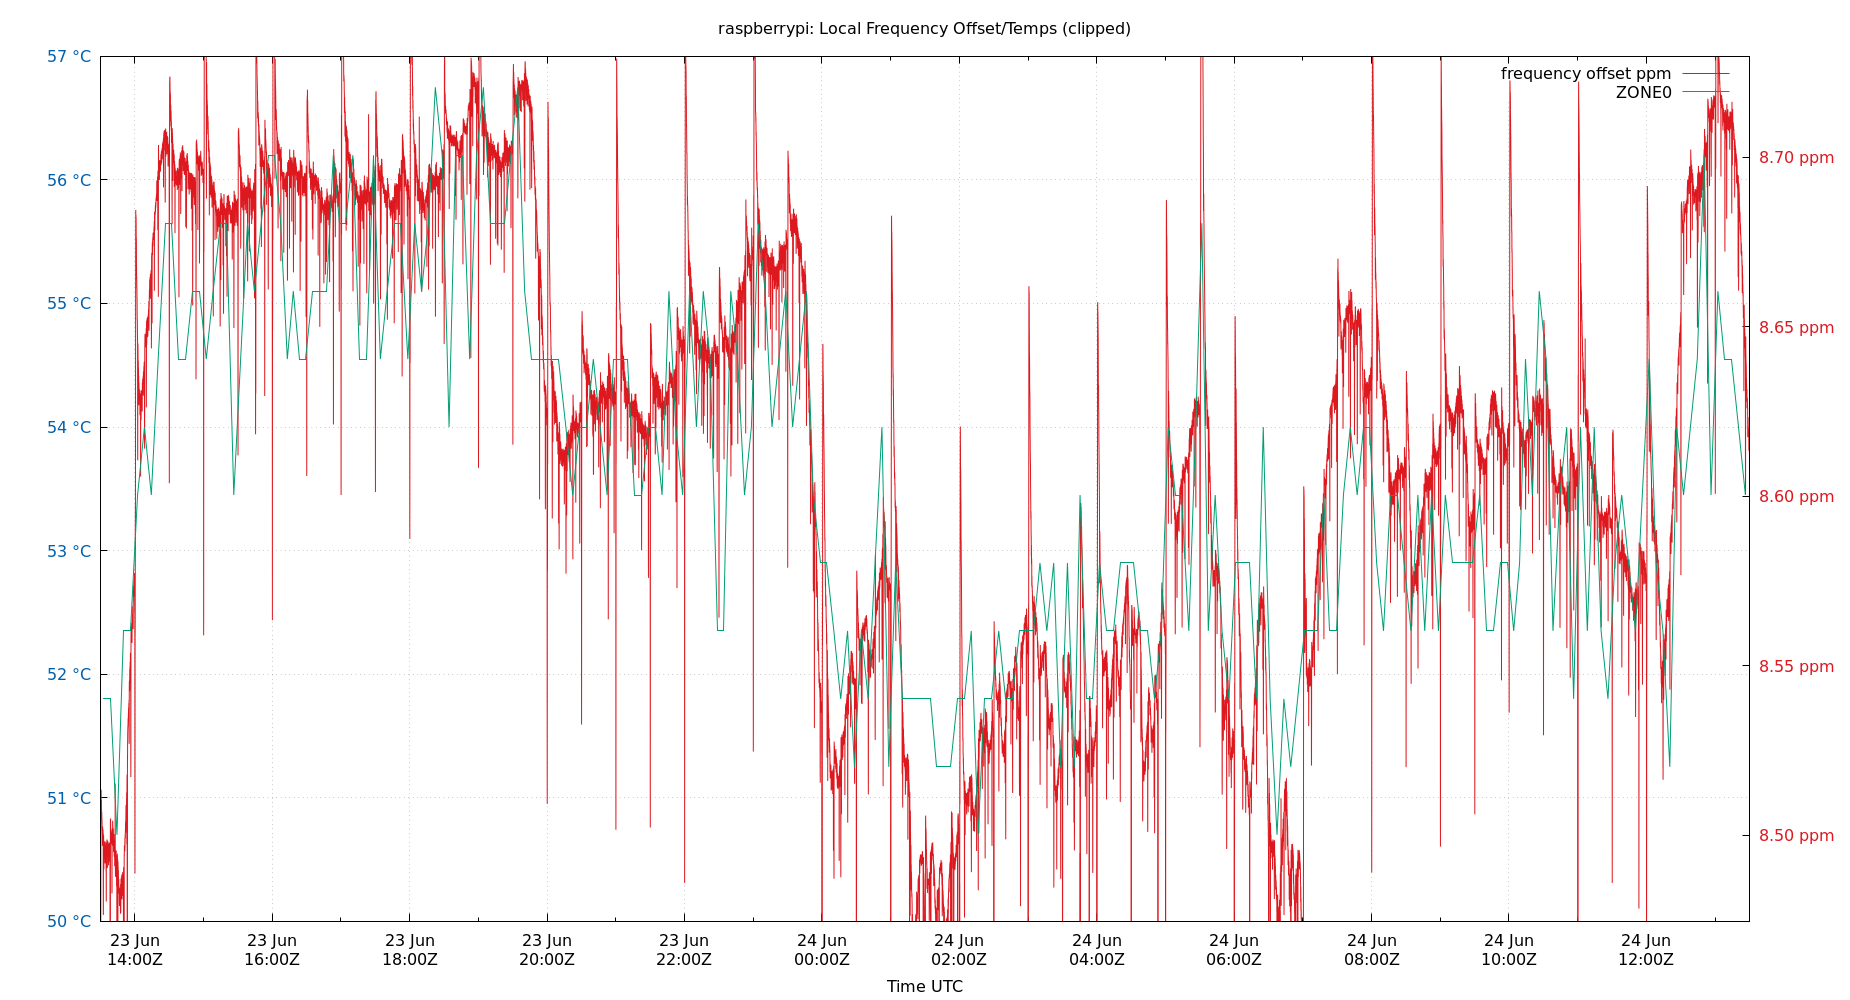 raspberrypi: Local Frequency Offset/Temps (clipped)
57 °C
56 °C
55 °C
54 °C
53 °C
52 °C
51 °C
50 °C
frequency offset ppm
ZONE0
8.70 ppm
8.65 ppm
8.60 ppm
8.55 ppm
8.50 ppm
23 Jun 23 Jun 23 Jun 23 Jun 23 Jun 24 Jun 24 Jun 24 Jun 24 Jun 24 Jun 24 Jun 24 Jun
14:00Z 16:00Z 18:00Z 20:00Z 22:00Z 00:00Z 02:00Z 04:00Z 06:00Z 08:00Z 10:00Z 12:00Z
Time UTC